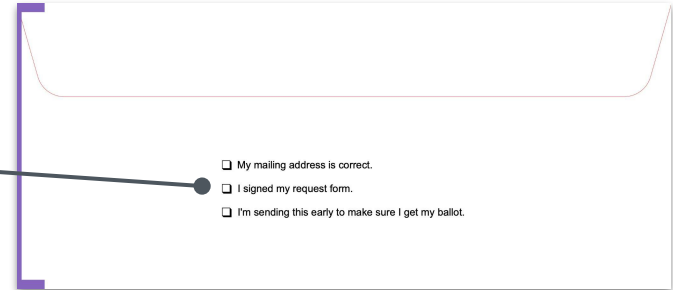 ❏ My mailing address is correct.
❏ I signed my request form.
❏ I'm sending this early to make sure I get my ballot.